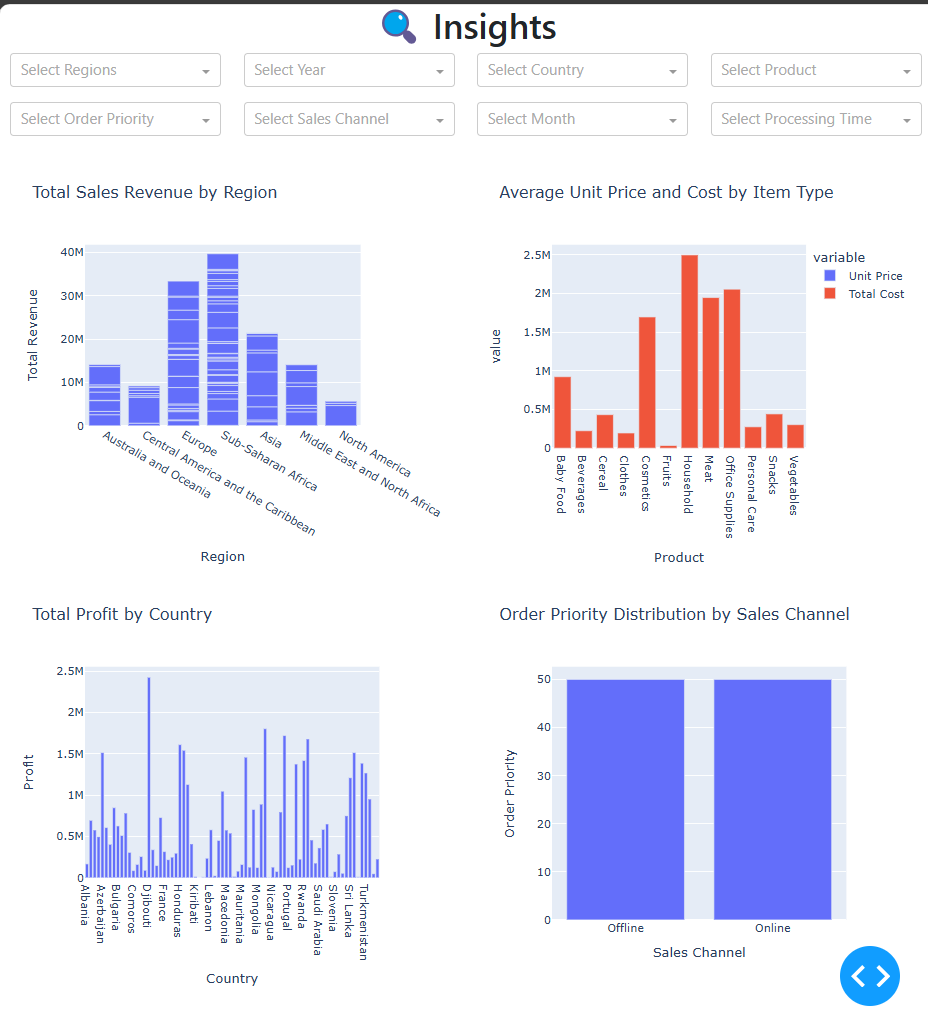 Insights
Select Regions
Select Year
Select Country
Select Product
Select Order Priority
Select Sales Channel
Select Month
Select Processing Time
Total Sales Revenue by Region
Total Revenue
40M
30M
20M
10M
0
Australia and Oceania
Central America and the Caribbean
Europe
Sub-Saharan Africa
Asia
Middle East and North Africa
North America
Region
Average Unit Price and Cost by Item Type
value
2.5M
2M
1.5M
1M
0.5M
0
Baby Food
Beverages
Cereal
Clothes
Cosmetics
Fruits
Household
Meat
Office Supplies
Personal Care
Snacks
Vegetables
Product
variable
Unit Price
Total Cost
Total Profit by Country
Profit
2.5M
2M
1.5M
1M
0.5M
0
Albania
Azerbaijan
Bulgaria
Comoros
Djibouti
France
Honduras
Kiribati
Lebanon
Macedonia
Mauritania
Mongolia
Nicaragua
Portugal
Rwanda
Saudi Arabia
Slovenia
Sri Lanka
Turkmenistan
Country
Order Priority Distribution by Sales Channel
Order Priority
50
40
30
20
10
0
Offline
Online
Sales Channel